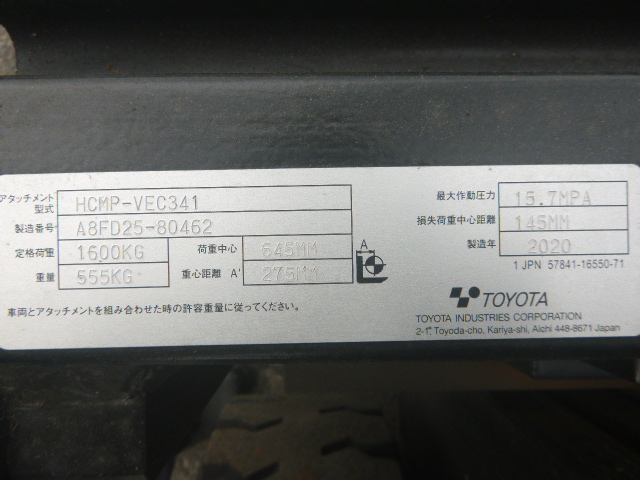 アタッチメント型式 HCMP-VEC341
製造番号 A8FD25-80462
定格荷重 1600KG 荷重中心 645MM
重量 555KG 重心距離 A' 275MM
A
最大作動圧力 15.7MPA
損失荷重中心距離 145MM
製造年 2020
1 JPN 57841-16550-71
車両とアタッチメントを組み合わせた時の許容重量に従ってください。
TOYOTA
TOYOTA INDUSTRIES CORPORATION
Toyoda-cho, Kariya-shi, Aichi 448-8671 Japan